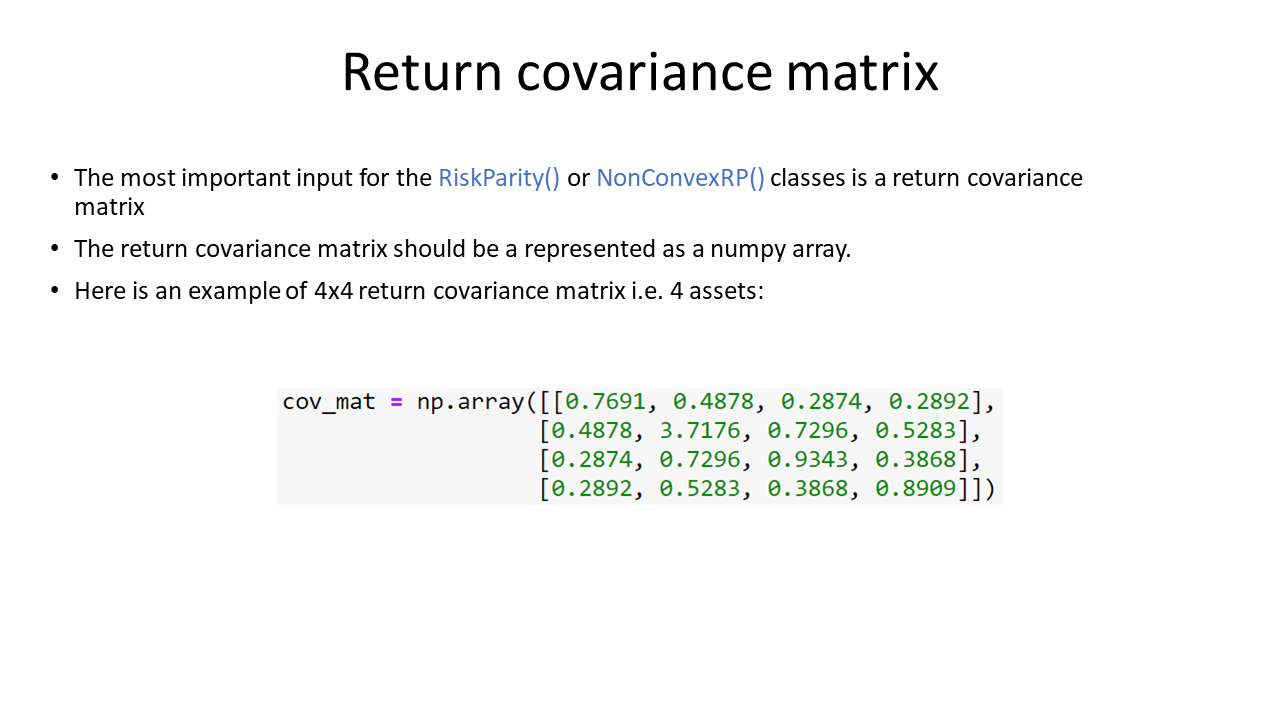 Return covariance matrix
• The most important input for the RiskParity() or NonConvexRP() classes is a return covariance
matrix
• The return covariance matrix should be a represented as a numpy array.
• Here is an example of 4x4 return covariance matrix i.e. 4 assets:
cov_mat = np.array([[0.7691, 0.4878, 0.2874, 0.2892],
[0.4878, 3.7176, 0.7296, 0.5283],
[0.2874, 0.7296, 0.9343, 0.3868],
[0.2892, 0.5283, 0.3868, 0.8909]])